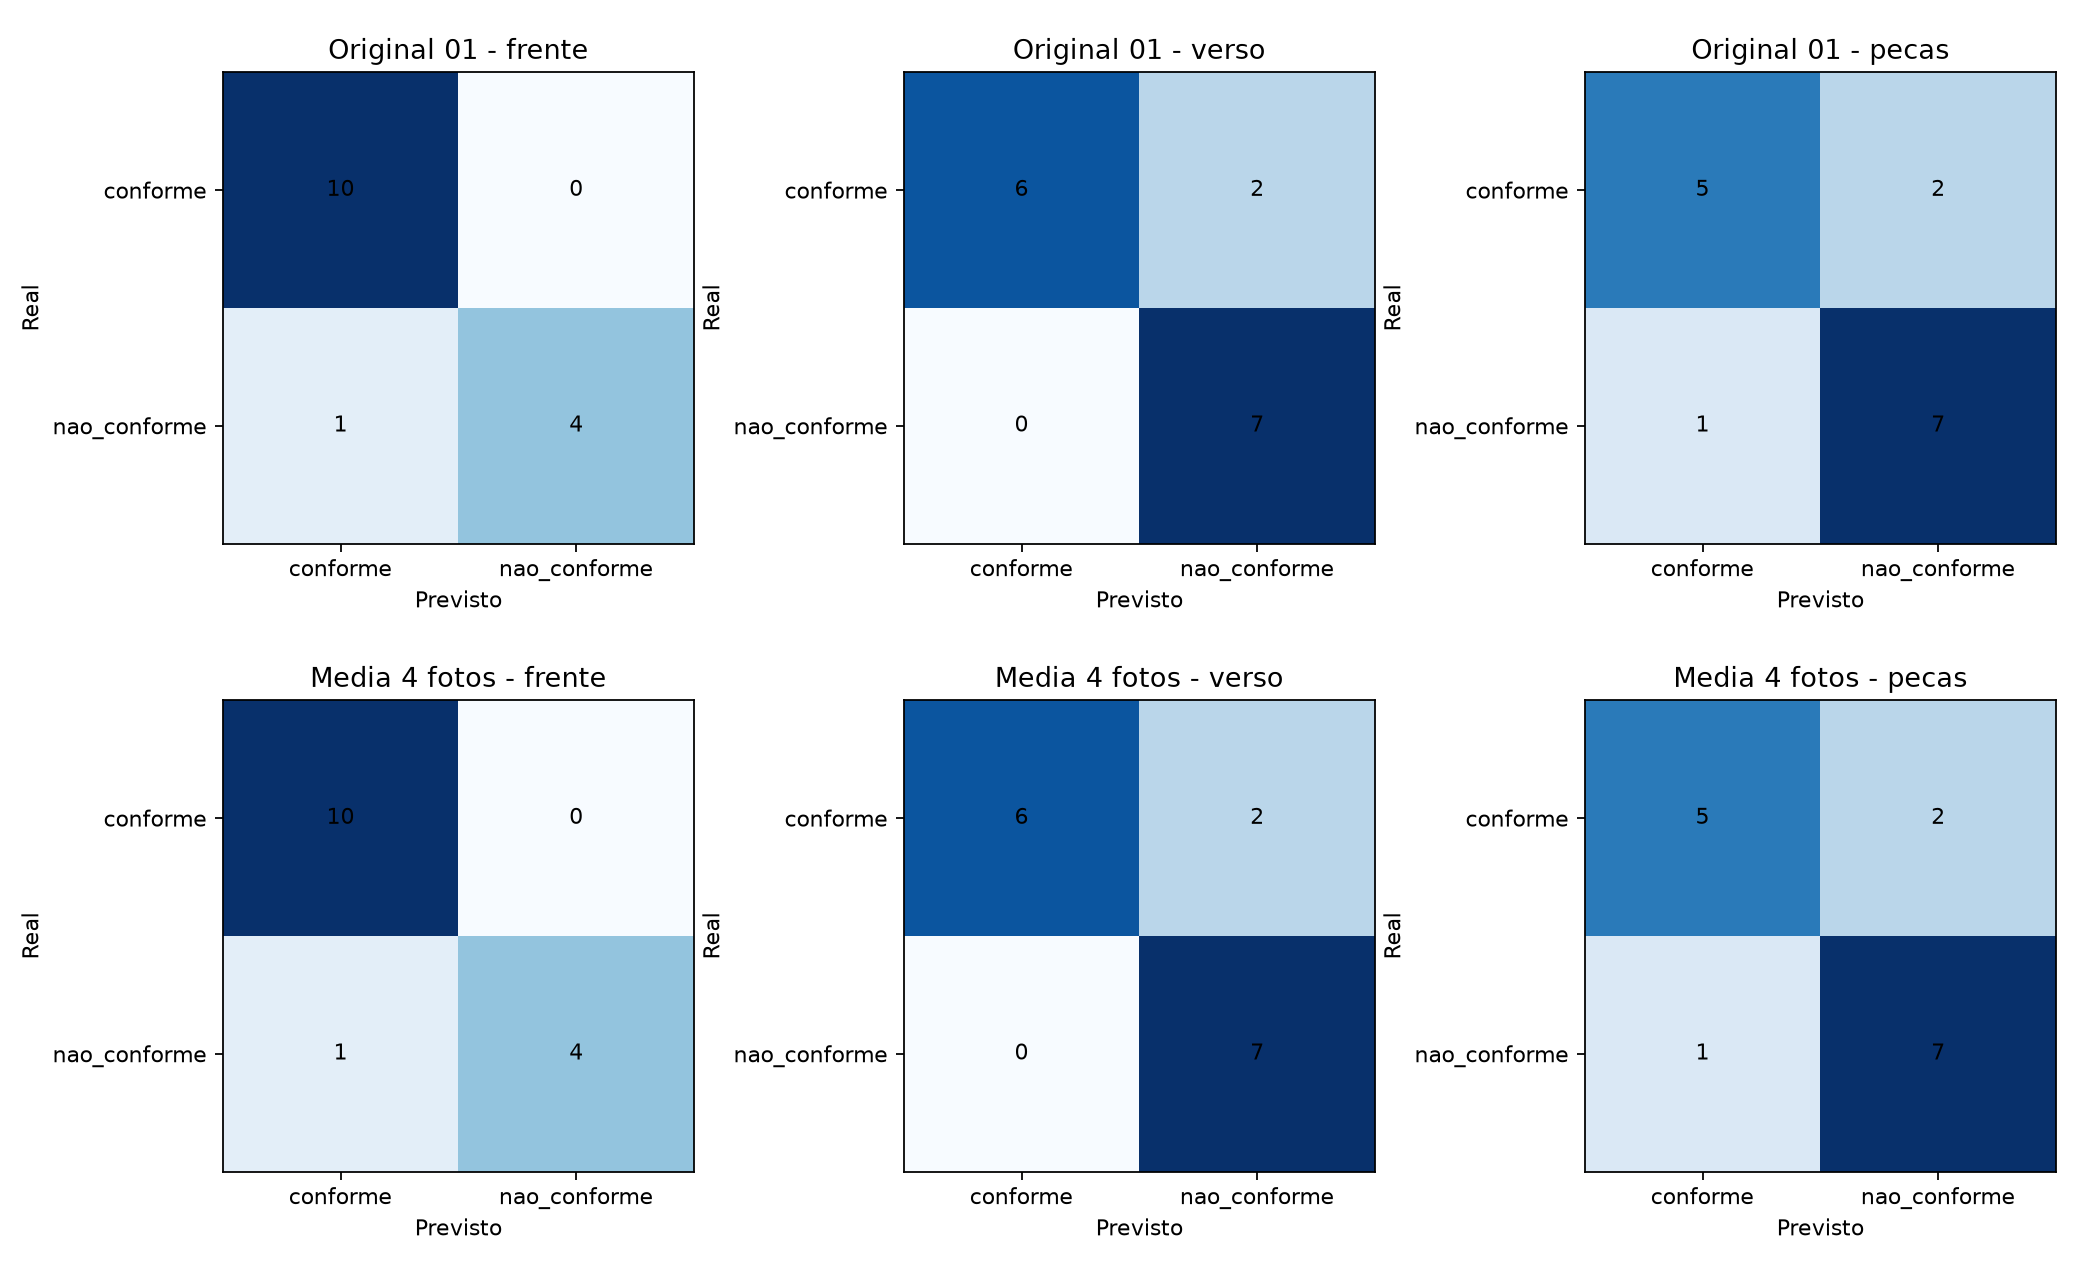 Original 01 - frente
Real
conforme
10
0
nao_conforme
1
4
conforme
nao_conforme
Previsto
Original 01 - verso
Real
conforme
6
2
nao_conforme
0
7
conforme
nao_conforme
Previsto
Original 01 - pecas
Real
conforme
5
2
nao_conforme
1
7
conforme
nao_conforme
Previsto
Media 4 fotos - frente
Real
conforme
10
0
nao_conforme
1
4
conforme
nao_conforme
Previsto
Media 4 fotos - verso
Real
conforme
6
2
nao_conforme
0
7
conforme
nao_conforme
Previsto
Media 4 fotos - pecas
Real
conforme
5
2
nao_conforme
1
7
conforme
nao_conforme
Previsto